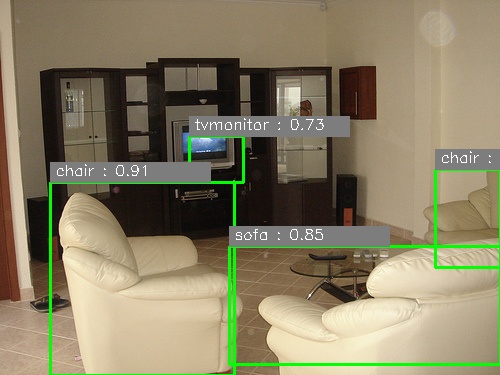 tvmonitor : 0.73
chair : 0.91
chair :
sofa : 0.85